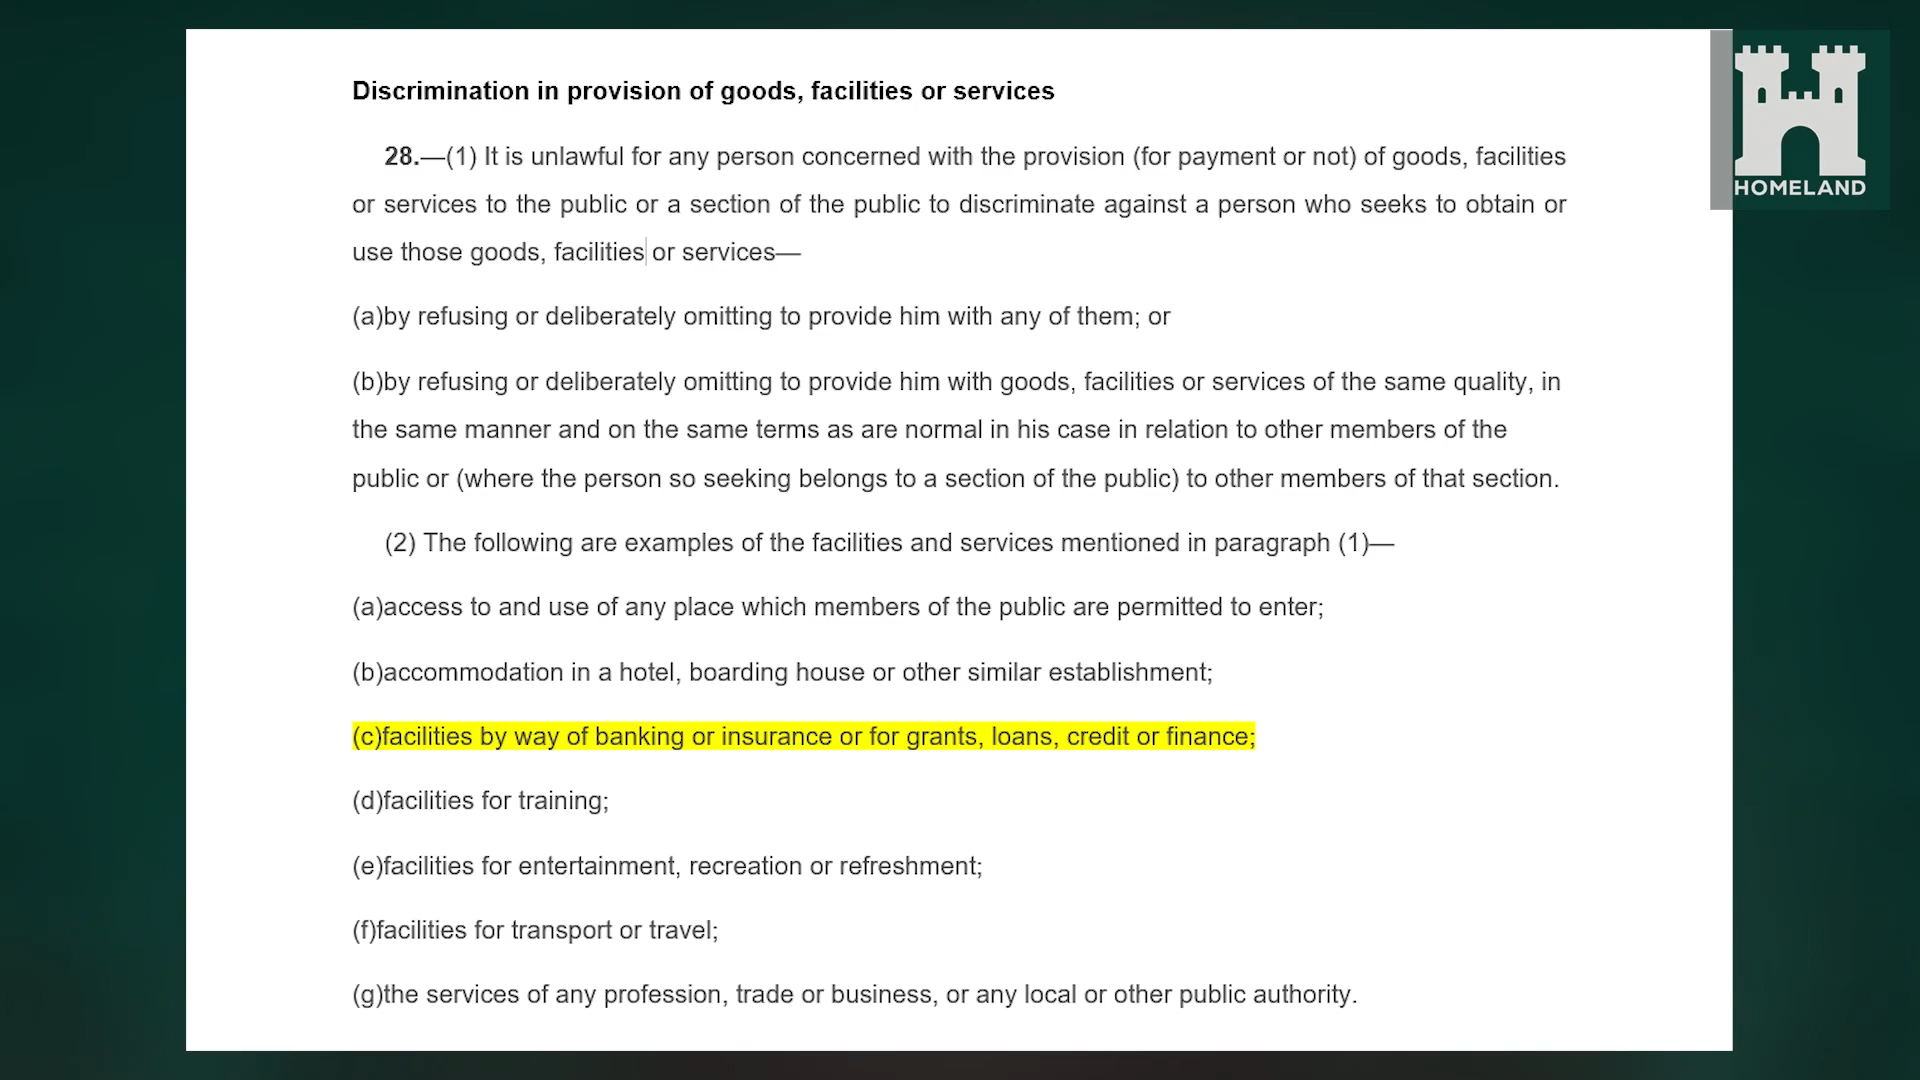 Discrimination in provision of goods, facilities or services
28.—(1) It is unlawful for any person concerned with the provision (for payment or not) of goods, facilities
or services to the public or a section of the public to discriminate against a person who seeks to obtain or
use those goods, facilities or services—
(a)by refusing or deliberately omitting to provide him with any of them; or
(b)by refusing or deliberately omitting to provide him with goods, facilities or services of the same quality, in
the same manner and on the same terms as are normal in his case in relation to other members of the
public or (where the person so seeking belongs to a section of the public) to other members of that section.
(2) The following are examples of the facilities and services mentioned in paragraph (1)—
(a)access to and use of any place which members of the public are permitted to enter;
(b)accommodation in a hotel, boarding house or other similar establishment;
(c)facilities by way of banking or insurance or for grants, loans, credit or finance;
(d)facilities for training;
(e)facilities for entertainment, recreation or refreshment;
(f)facilities for transport or travel;
(g)the services of any profession, trade or business, or any local or other public authority.
HOMELAND